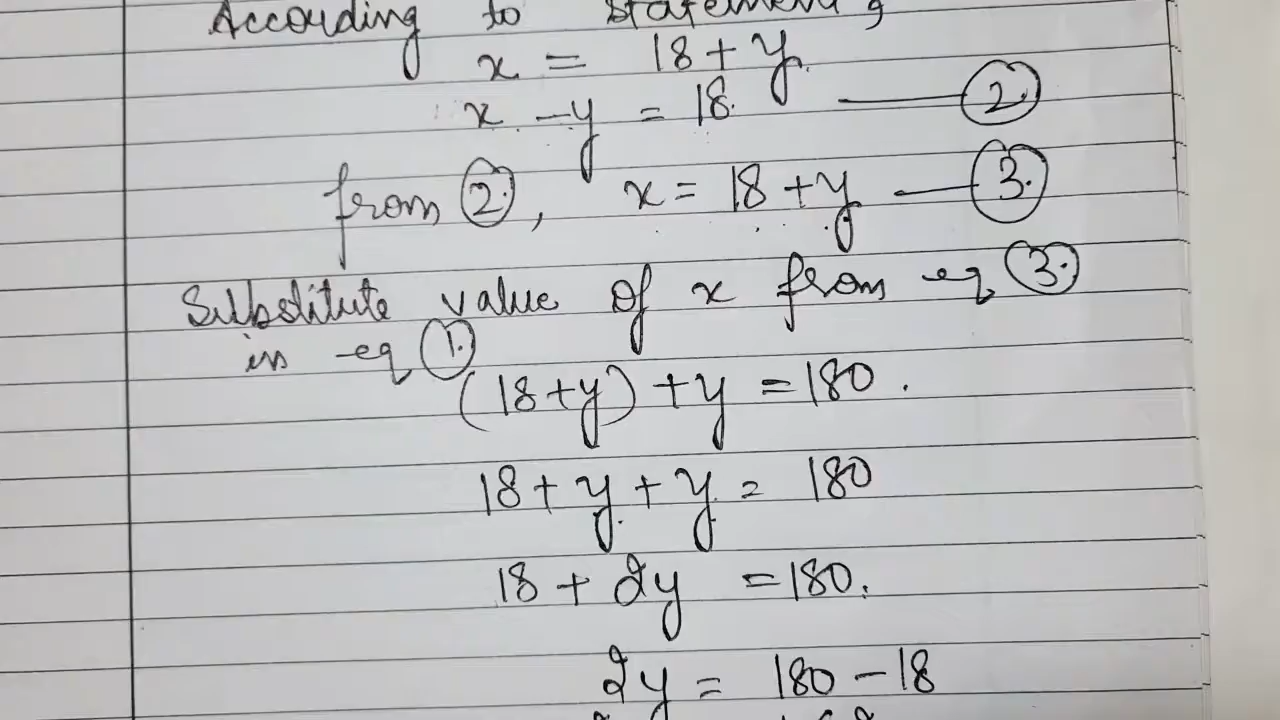 According to statement,
x = 18 + y.
x - y = 18. —— ②
from ②, x = 18 + y —— ③
Substitute value of x from eq ③
in eq ①
(18+y) + y = 180.
18 + y + y = 180
18 + 2y = 180.
2y = 180 - 18